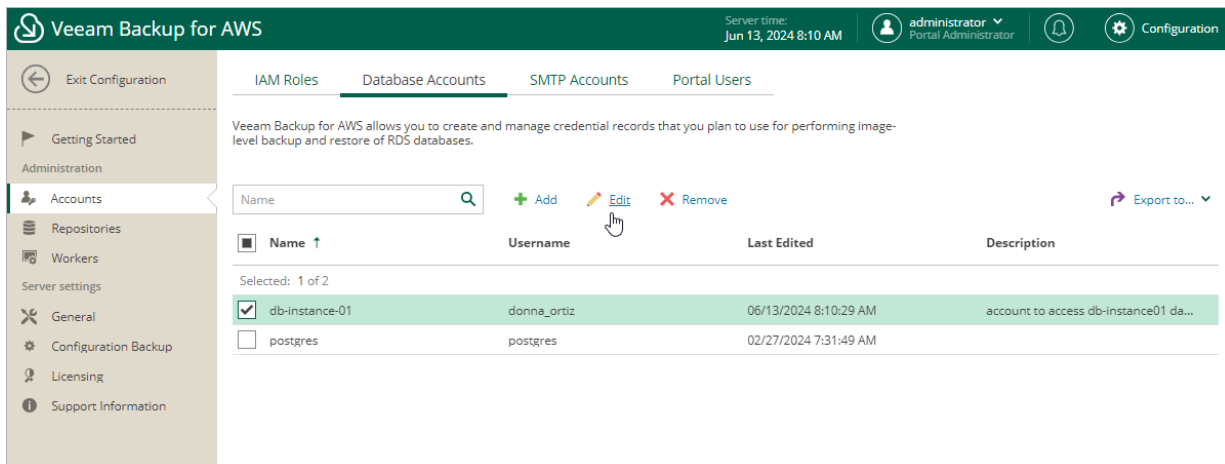 Veeam Backup for AWS
Server time:
Jun 13, 2024 8:10 AM
administrator
Portal Administrator
Configuration
Exit Configuration
Getting Started
Administration
Accounts
Repositories
Workers
Server settings
General
Configuration Backup
Licensing
Support Information
IAM Roles Database Accounts SMTP Accounts Portal Users
Veeam Backup for AWS allows you to create and manage credential records that you plan to use for performing image-
level backup and restore of RDS databases.
Name Add Edit Remove Export to...
Name ↑ Username Last Edited Description
Selected: 1 of 2
db-instance-01 donna_ortiz 06/13/2024 8:10:29 AM account to access db-instance01 da...
postgres postgres 02/27/2024 7:31:49 AM